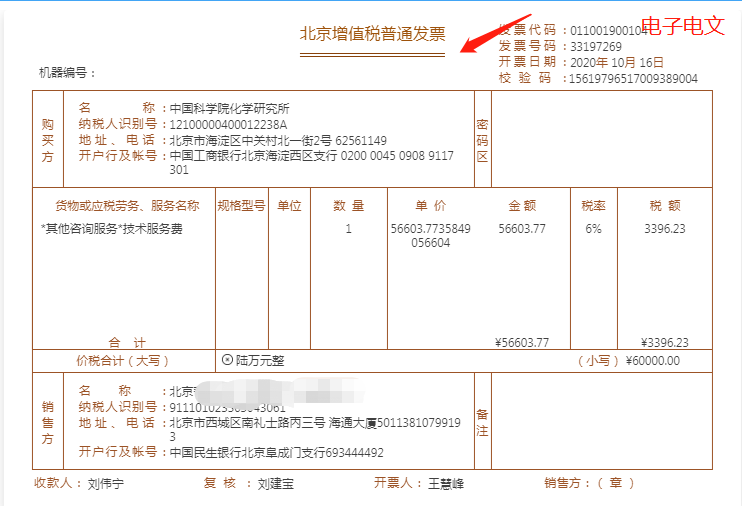 北京增值税普通发票
电子电文
发票代码：011001900104
发票号码：33197269
开票日期：2020年 10月 16日
校 验 码：15619796517009389004
机器编号：
购买方
名 称：中国科学院化学研究所
纳税人识别号：12100000400012238A
地 址、电 话：北京市海淀区中关村北一街2号 62561149
开户行及帐号：中国工商银行北京海淀西区支行 0200 0045 0908 9117
301
密码区
货物或应税劳务、服务名称 规格型号 单位 数 量 单 价 金 额 税率 税 额
*其他咨询服务*技术服务费 1 56603.7735849 56603.77 6% 3396.23
056604
合 计 ¥56603.77 ¥3396.23
价税合计（大写） ⊗陆万元整 （小写）¥60000.00
销售方
名 称：北京
纳税人识别号：
地 址、电 话：北京市西城区南礼士路丙三号 海通大厦5011381079919
3
开户行及帐号：中国民生银行北京阜成门支行693444492
备注
收款人：刘伟宁 复 核：刘建宝 开票人：王慧峰 销售方：（ 章 ）